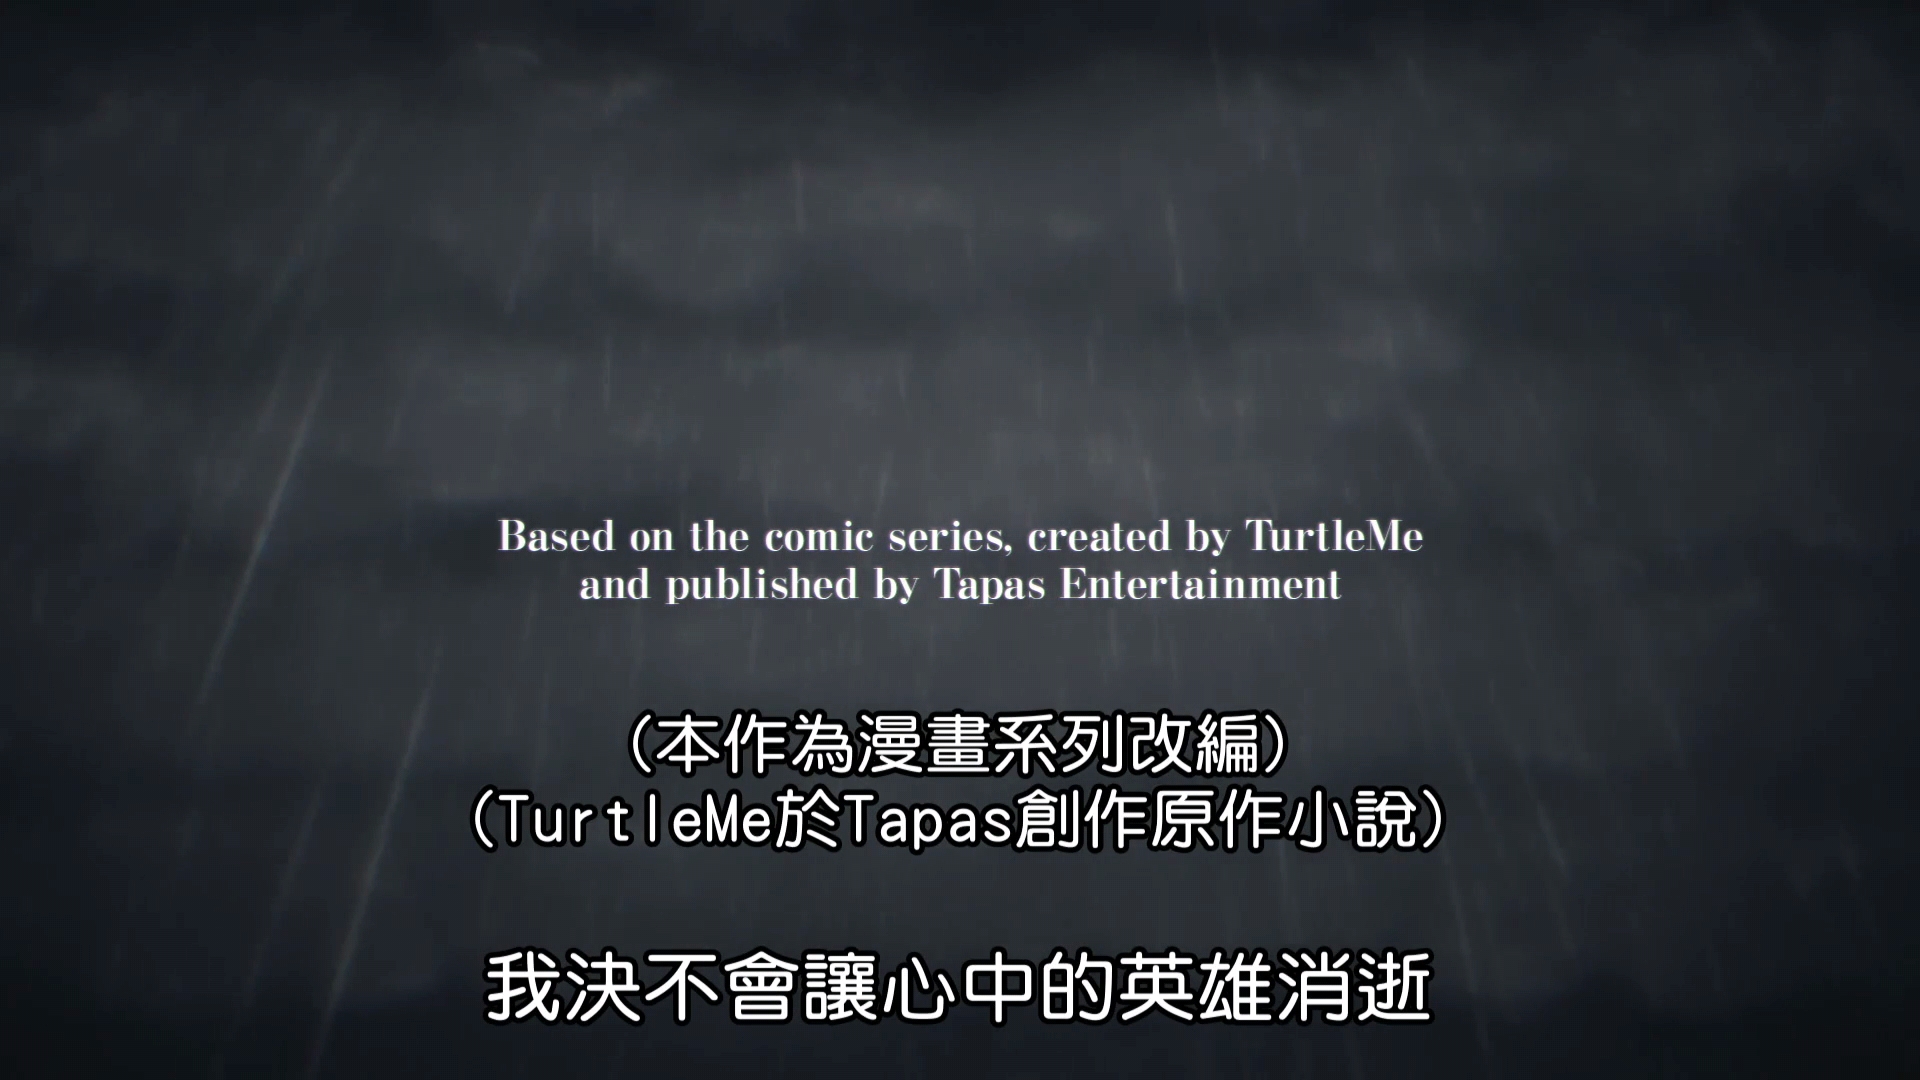 Based on the comic series, created by TurtleMe
and published by Tapas Entertainment
(本作為漫畫系列改編)
(TurtleMe於Tapas創作原作小說)
我決不會讓心中的英雄消逝